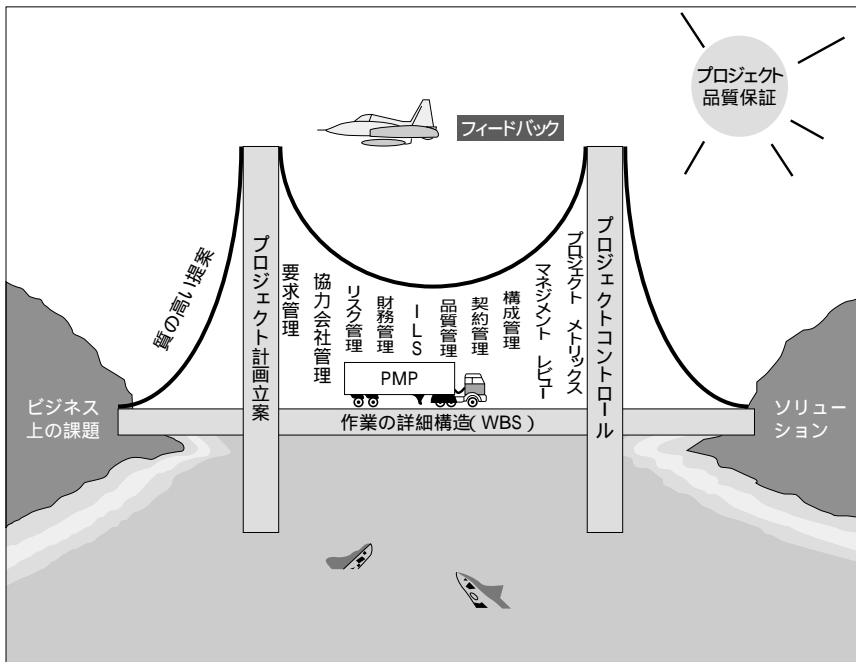 プロジェクト
品質保証
フィードバック
質の高い提案
プロジェクト計画立案
要求管理
協力会社管理
リスク管理
財務管理
ILS
品質管理
契約管理
構成管理
マネジメント レビュー
プロジェクト メトリックス
プロジェクトコントロール
PMP
ビジネス
上の課題
作業の詳細構造(WBS)
ソリュー
ション